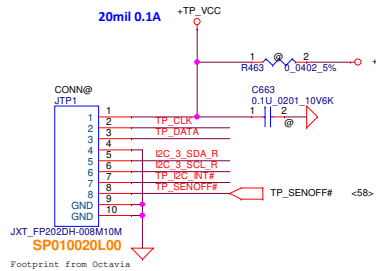 20mil 0.1A
+TP_VCC
1 @ 2
R463 0_0402_5%
+
C663
0.1U_0201_10V6K
1 2
@
CONN@
JTP1
1 1
2 2 TP_CLK
3 3 TP_DATA
4 4
5 5 I2C_3_SDA_R
6 6 I2C_3_SCL_R
7 7 TP_I2C_INT#
8 8 TP_SENOFF# TP_SENOFF# <58>
GND 9
GND 10
JXT_FP202DH-008M10M
SP010020L00
Footprint from Octavia